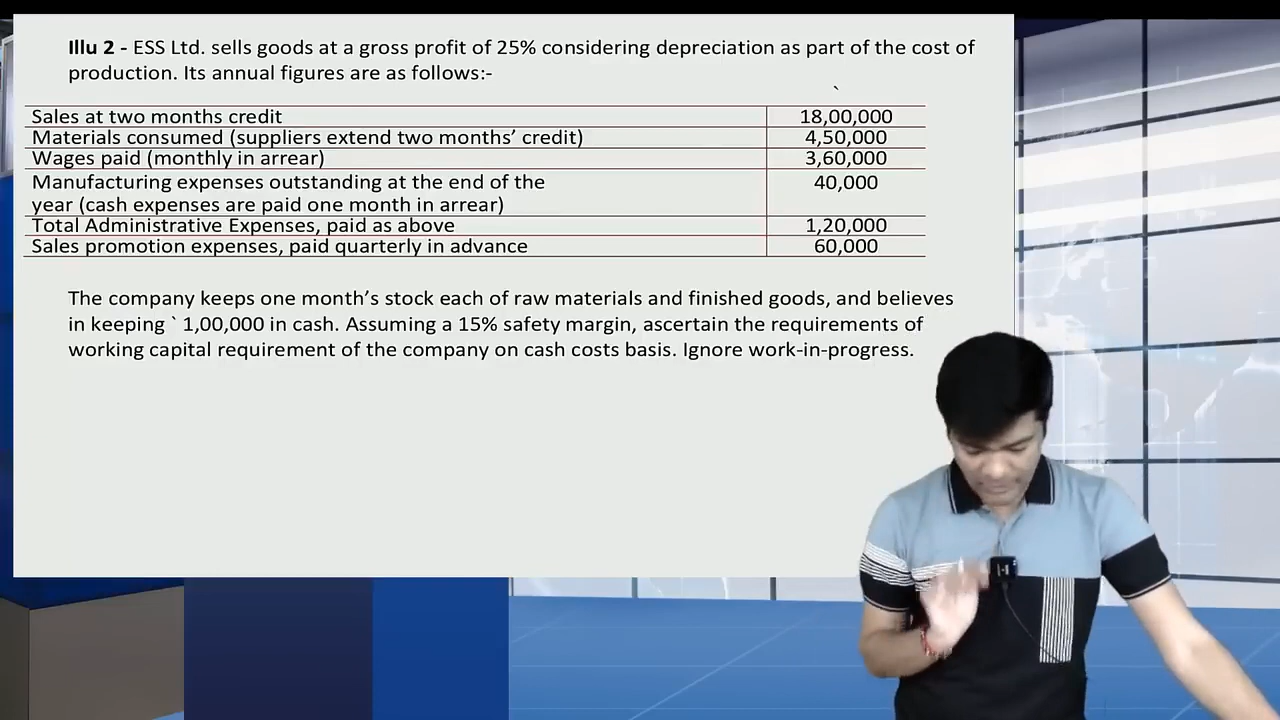 Illu 2 - ESS Ltd. sells goods at a gross profit of 25% considering depreciation as part of the cost of
production. Its annual figures are as follows:-
`
Sales at two months credit 18,00,000
Materials consumed (suppliers extend two months’ credit) 4,50,000
Wages paid (monthly in arrear) 3,60,000
Manufacturing expenses outstanding at the end of the 40,000
year (cash expenses are paid one month in arrear)
Total Administrative Expenses, paid as above 1,20,000
Sales promotion expenses, paid quarterly in advance 60,000
The company keeps one month’s stock each of raw materials and finished goods, and believes
in keeping ` 1,00,000 in cash. Assuming a 15% safety margin, ascertain the requirements of
working capital requirement of the company on cash costs basis. Ignore work-in-progress.